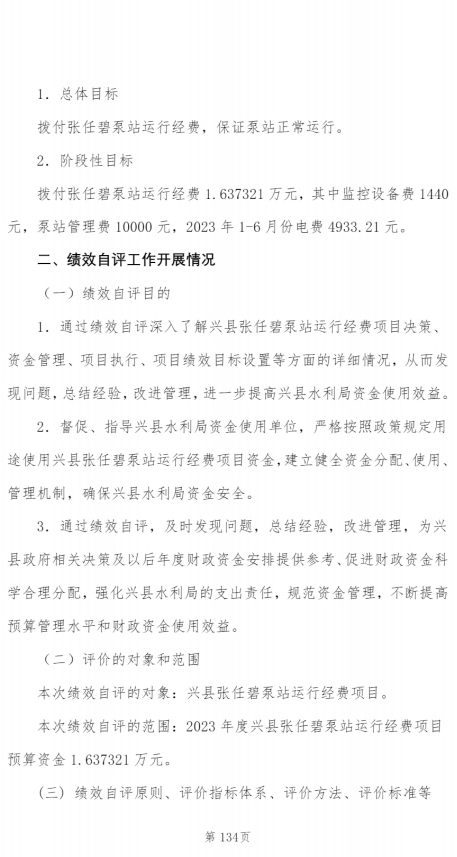 1. 总体目标
拨付张任碧泵站运行经费，保证泵站正常运行。
2. 阶段性目标
拨付张任碧泵站运行经费 1.637321 万元，其中监控设备费 1440
元，泵站管理费 10000 元，2023 年 1-6 月份电费 4933.21 元。
二、绩效自评工作开展情况
（一）绩效自评目的
1. 通过绩效自评深入了解兴县张任碧泵站运行经费项目决策、
资金管理、项目执行、项目绩效目标设置等方面的详细情况，从而发
现问题，总结经验，改进管理，进一步提高兴县水利局资金使用效益。
2. 督促、指导兴县水利局资金使用单位，严格按照政策规定用
途使用兴县张任碧泵站运行经费项目资金，建立健全资金分配、使用、
管理机制，确保兴县水利局资金安全。
3. 通过绩效自评，及时发现问题，总结经验，改进管理，为兴
县政府相关决策及以后年度财政资金安排提供参考、促进财政资金科
学合理分配，强化兴县水利局的支出责任，规范资金管理，不断提高
预算管理水平和财政资金使用效益。
（二）评价的对象和范围
本次绩效自评的对象：兴县张任碧泵站运行经费项目。
本次绩效自评的范围：2023 年度兴县张任碧泵站运行经费项目
预算资金 1.637321 万元。
(三) 绩效自评原则、评价指标体系、评价方法、评价标准等
第 134页